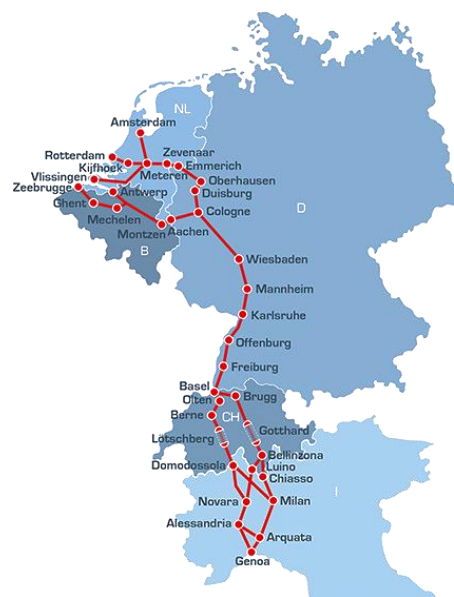 NL
Amsterdam
Rotterdam
Zevenaar
Kijfhoek
Meteren
Emmerich
Vlissingen
Oberhausen
Zeebrugge
Antwerp
Duisburg
Ghent
Cologne
D
Mechelen
Aachen
Montzen
B
Wiesbaden
Mannheim
Karlsruhe
Offenburg
Freiburg
Basel
Olten
Brugg
Berne
CH
Gotthard
Lötschberg
Bellinzona
Domodossola
Luino
Chiasso
I
Novara
Milan
Alessandria
Arquata
Genoa